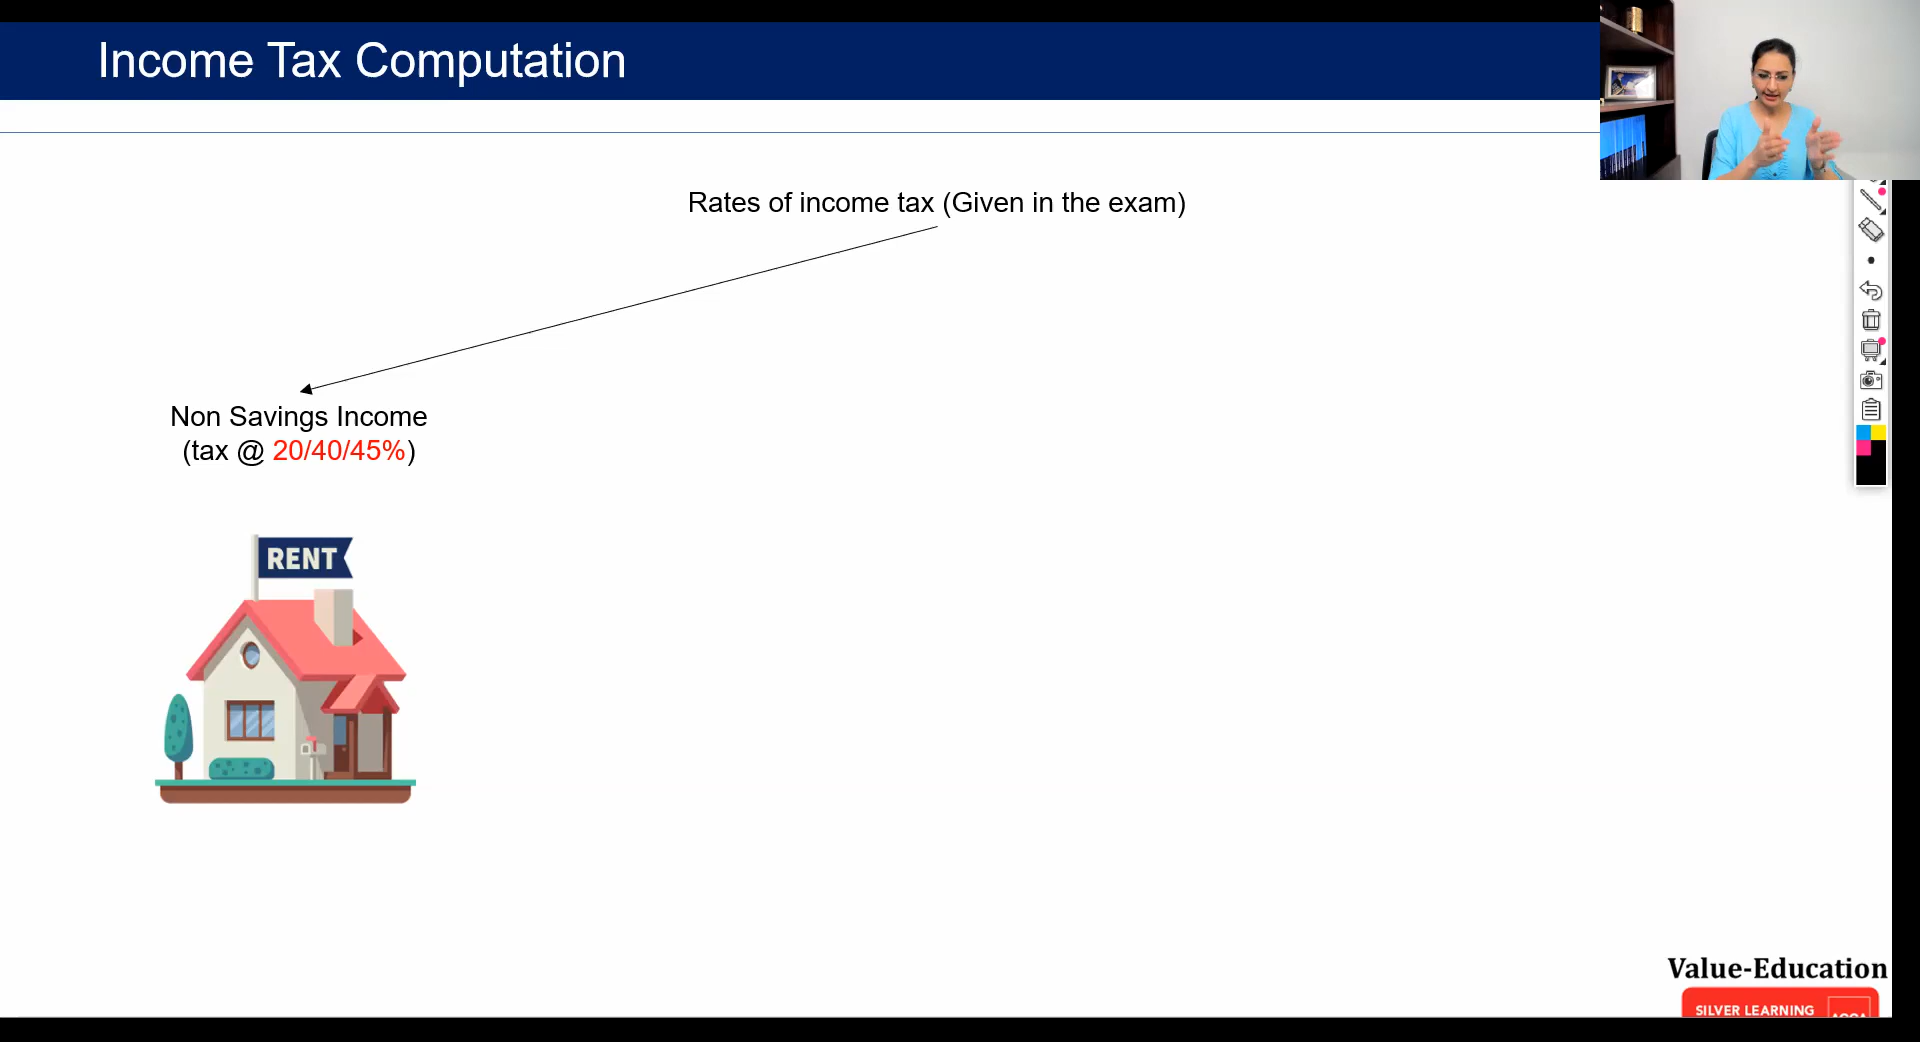 Income Tax Computation
Rates of income tax (Given in the exam)
Non Savings Income
(tax @ 20/40/45%)
RENT
Value-Education
SILVER LEARNING